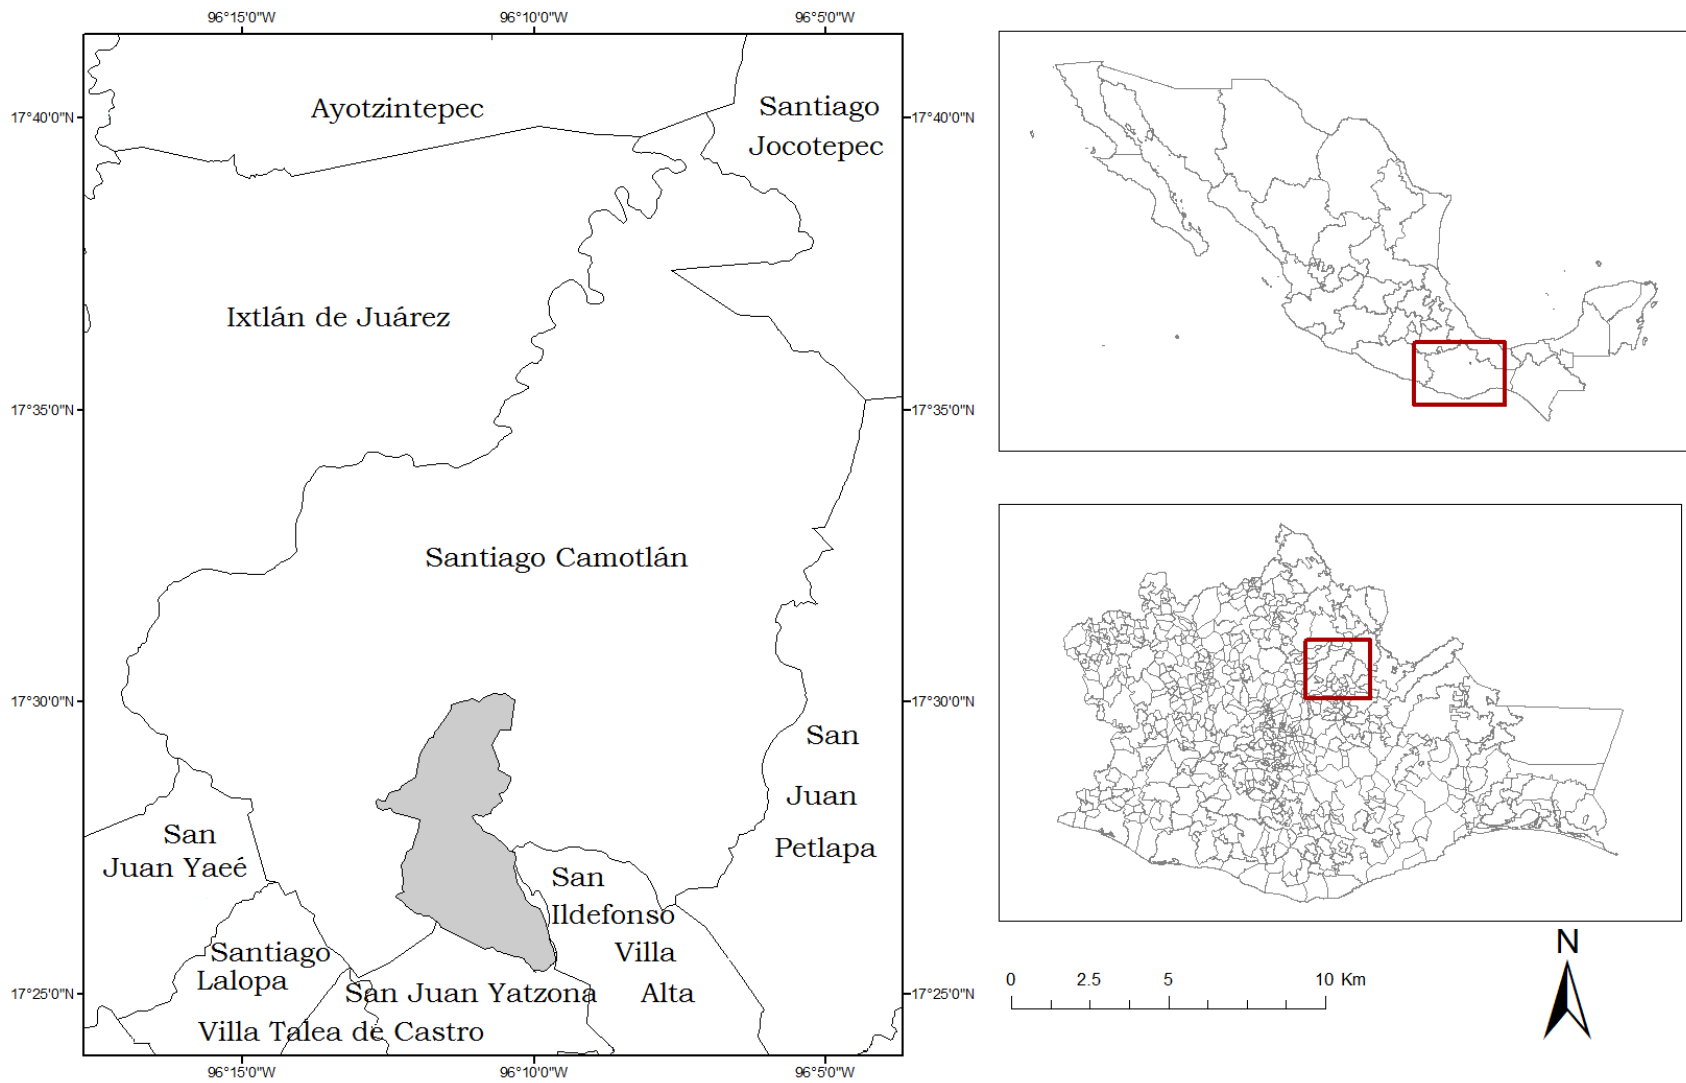 96°15'0"W
96°10'0"W
96°5'0"W
17°40'0"N
Ayotzintepec
Santiago
Jocotepec
17°40'0"N
Ixtlán de Juárez
17°35'0"N
17°35'0"N
Santiago Camotlán
17°30'0"N
17°30'0"N
San
Juan
Petlapa
San
Juan Yaeé
San
Ildefonso
Villa
Alta
Santiago
Lalopa
17°25'0"N
San Juan Yatzona
17°25'0"N
Villa Talea de Castro
96°15'0"W
96°10'0"W
96°5'0"W
N
0 2.5 5 10 Km